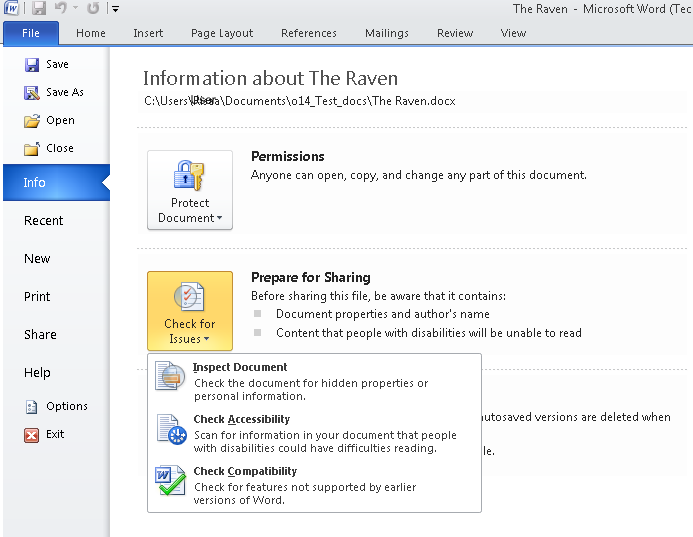 The Raven - Microsoft Word (Tec
File Home Insert Page Layout References Mailings Review View
Save
Save As
Open
Close
Info
Recent
New
Print
Share
Help
Options
Exit
Information about The Raven
C:\Users\User\Documents\o14_Test_docs\The Raven.docx
Protect
Document
Permissions
Anyone can open, copy, and change any part of this document.
Check for
Issues
Prepare for Sharing
Before sharing this file, be aware that it contains:
Document properties and author's name
Content that people with disabilities will be unable to read
Inspect Document
Check the document for hidden properties or
personal information.
Check Accessibility
Scan for information in your document that people
with disabilities could have difficulties reading.
Check Compatibility
Check for features not supported by earlier
versions of Word.
autosaved versions are deleted when
le.